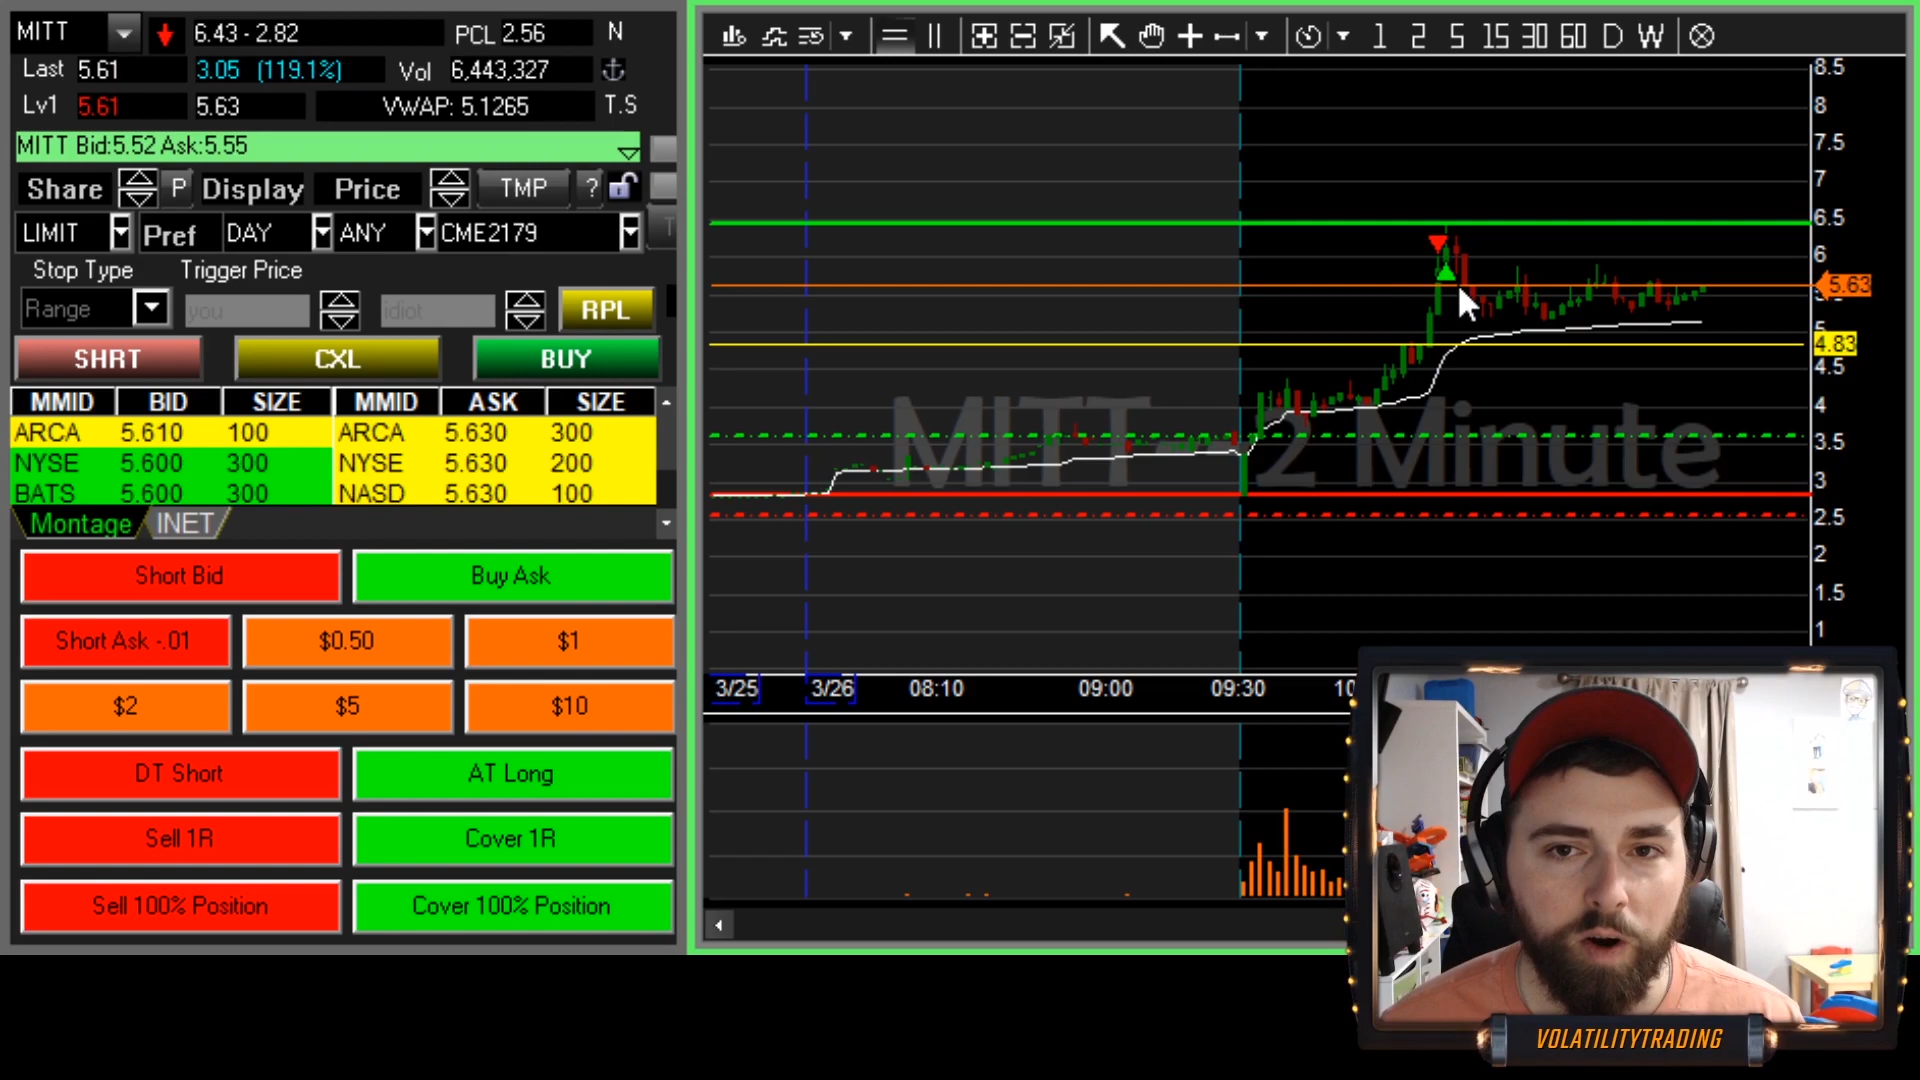 MITT 6.43 - 2.82 PCL 2.56 N
Last 5.61 3.05 (119.1%) Vol 6,443,327
Lv1 5.61 5.63 VWAP: 5.1265 T.S
MITT Bid:5.52 Ask:5.55
Share P Display Price TMP ?
LIMIT Pref DAY ANY CME2179
Stop Type Trigger Price
Range you idiot RPL
SHRT CXL BUY
MMID BID SIZE MMID ASK SIZE
ARCA 5.610 100 ARCA 5.630 300
NYSE 5.600 300 NYSE 5.630 200
BATS 5.600 300 NASD 5.630 100
Montage INET
Short Bid Buy Ask
Short Ask -.01 $0.50 $1
$2 $5 $10
DT Short AT Long
Sell 1R Cover 1R
Sell 100% Position Cover 100% Position
1 2 5 15 30 60 D W
8.5
8
7.5
7
6.5
6
5.63
5
4.83
4.5
4
3.5
3
2.5
2
1.5
1
MITT - 2 Minute
3/25 3/26 08:10 09:00 09:30 10
VOLATILITYTRADING